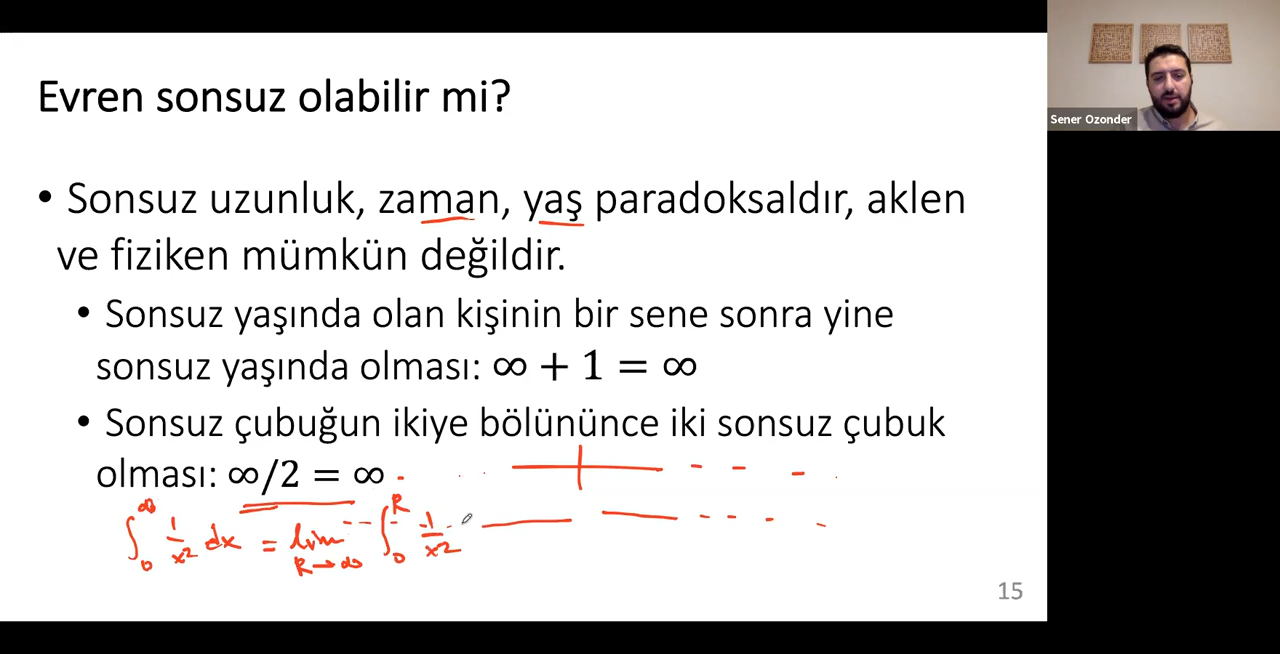 Evren sonsuz olabilir mi?
Sener Ozonder
• Sonsuz uzunluk, zaman, yaş paradoksaldır, aklen
ve fiziken mümkün değildir.
• Sonsuz yaşında olan kişinin bir sene sonra yine
sonsuz yaşında olması: ∞ + 1 = ∞
• Sonsuz çubuğun ikiye bölününce iki sonsuz çubuk
olması: ∞/2 = ∞
∫₀^∞ 1/x² dx = lim R→∞ ∫₀^R 1/x²
15